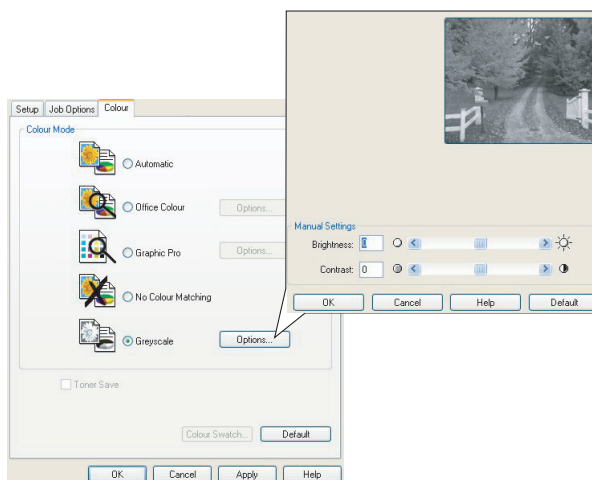 Setup Job Options Colour
Colour Mode
Automatic
Office Colour Options...
Graphic Pro Options...
No Colour Matching
Greyscale Options...
Toner Save
Colour Swatch... Default
OK Cancel Apply Help
Manual Settings
Brightness: 0
Contrast: 0
OK Cancel Help Default